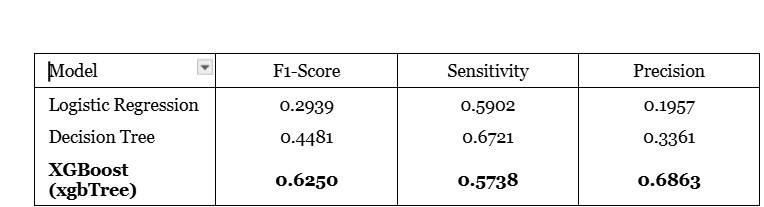 Model F1-Score Sensitivity Precision
Logistic Regression 0.2939 0.5902 0.1957
Decision Tree 0.4481 0.6721 0.3361
XGBoost
(xgbTree) 0.6250 0.5738 0.6863